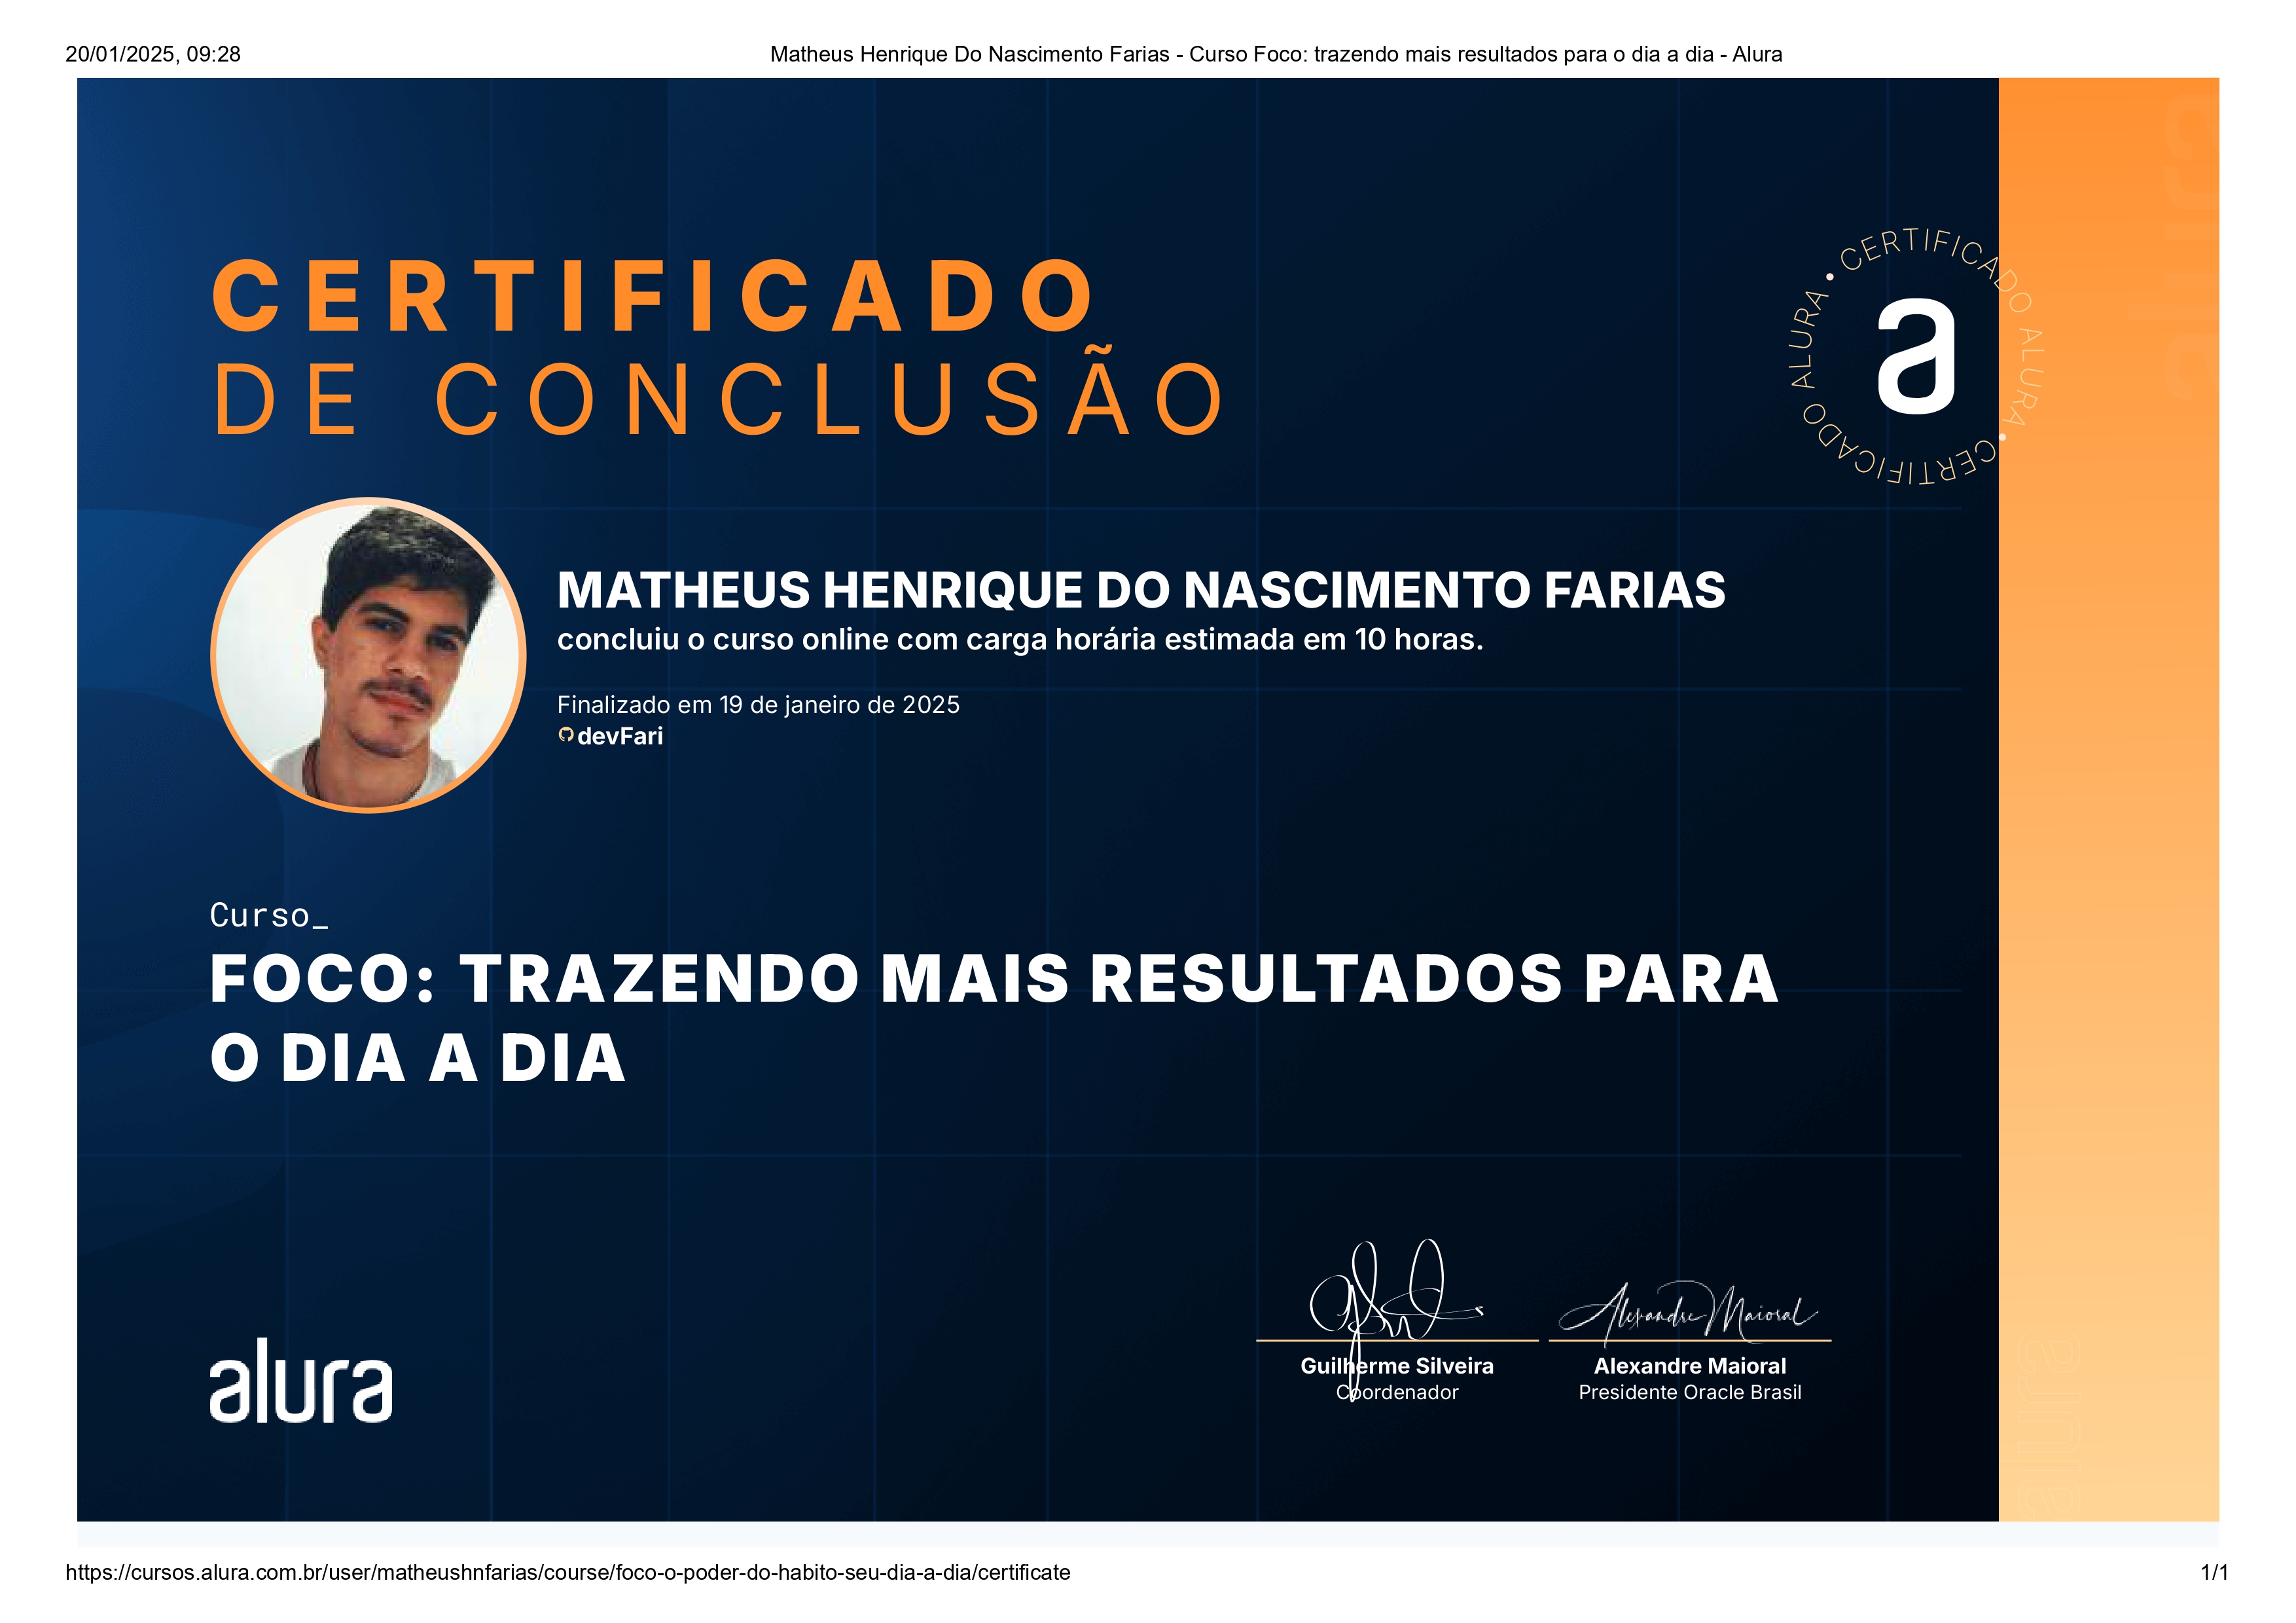 20/01/2025, 09:28
Matheus Henrique Do Nascimento Farias - Curso Foco: trazendo mais resultados para o dia a dia - Alura
alura
CERTIFICADO
DE CONCLUSÃO
CERTIFICADO ALURA • CERTIFICADO ALURA •
a
MATHEUS HENRIQUE DO NASCIMENTO FARIAS
concluiu o curso online com carga horária estimada em 10 horas.
Finalizado em 19 de janeiro de 2025
devFari
Curso_
FOCO: TRAZENDO MAIS RESULTADOS PARA
O DIA A DIA
Alexandre Maioral
Guilherme Silveira
Coordenador
Alexandre Maioral
Presidente Oracle Brasil
alura
alura
https://cursos.alura.com.br/user/matheushnfarias/course/foco-o-poder-do-habito-seu-dia-a-dia/certificate
1/1